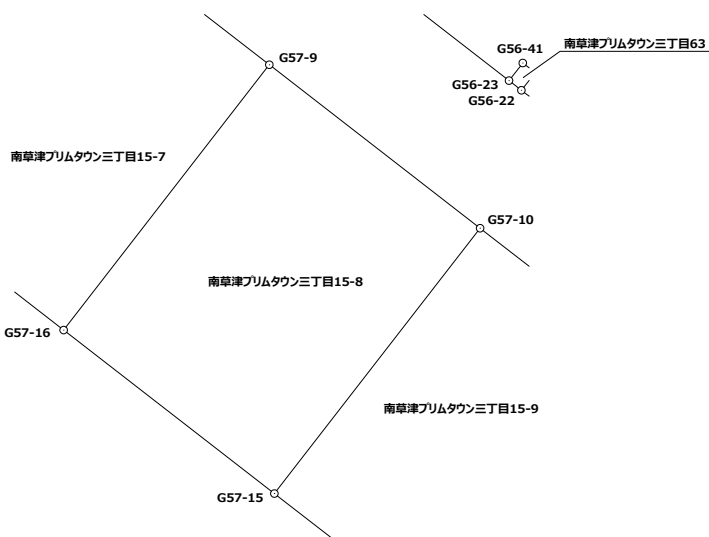 G56-41
南草津プリムタウン三丁目63
G57-9
G56-23
G56-22
南草津プリムタウン三丁目15-7
G57-10
南草津プリムタウン三丁目15-8
G57-16
南草津プリムタウン三丁目15-9
G57-15